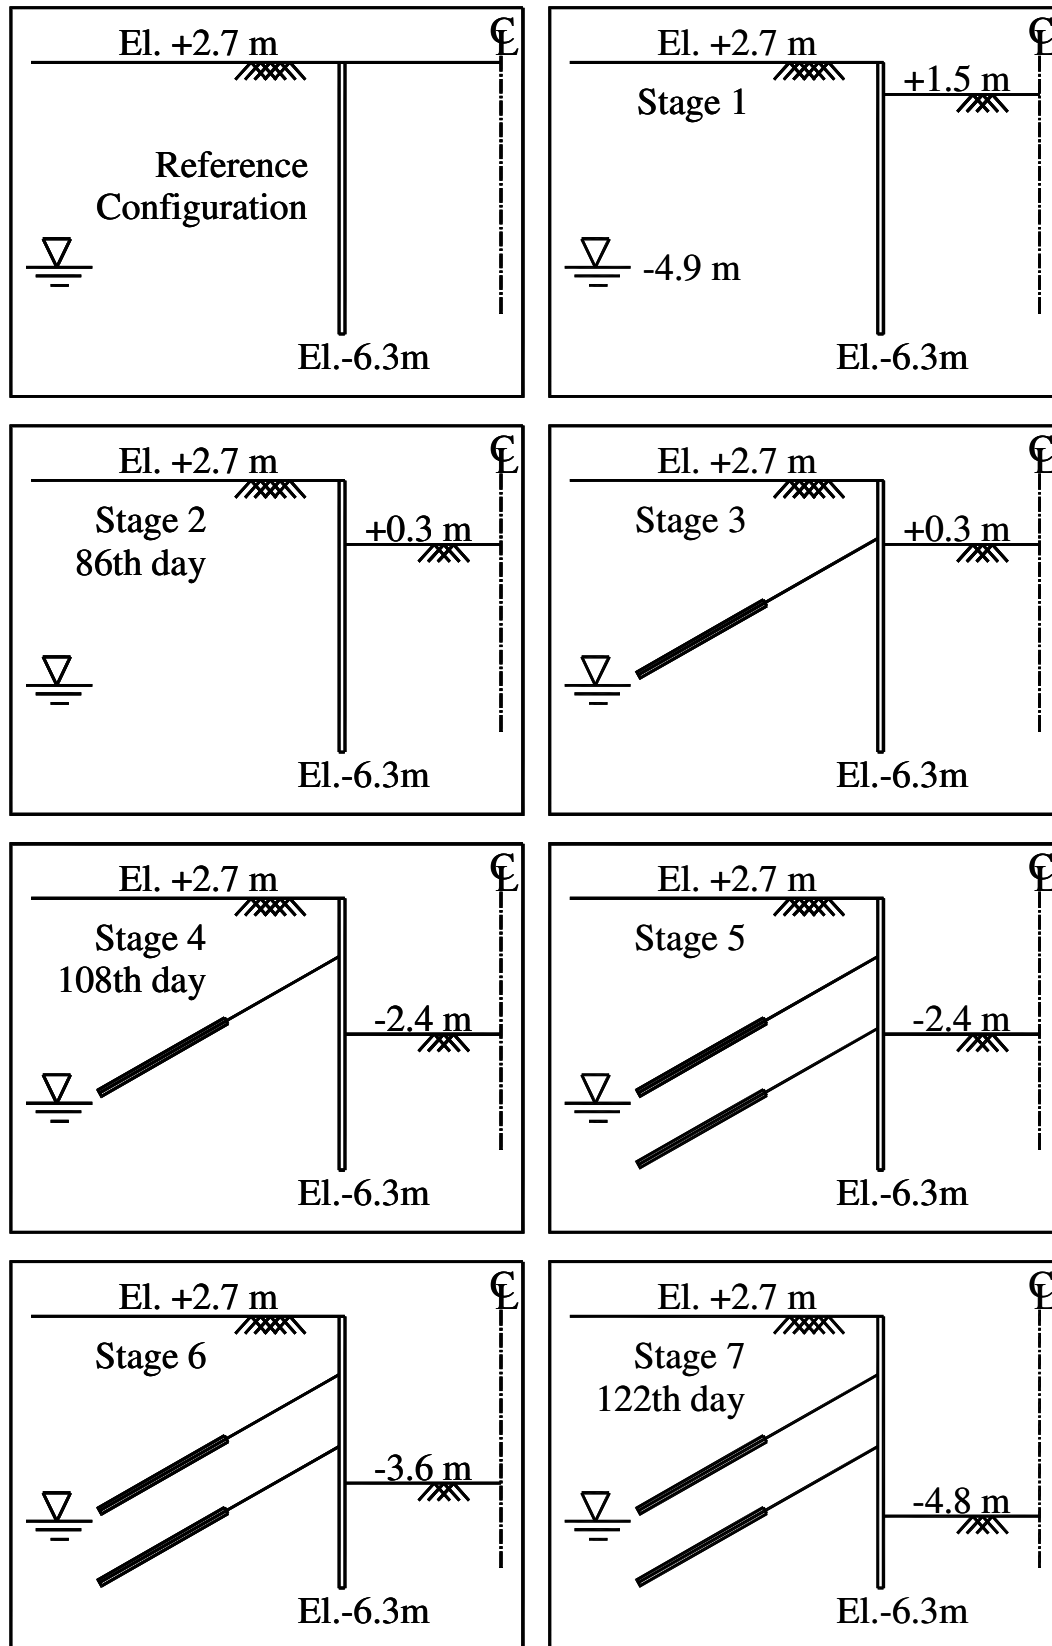 El. +2.7 m
℄
Reference
Configuration
El.-6.3m
El. +2.7 m
℄
+1.5 m
Stage 1
-4.9 m
El.-6.3m
El. +2.7 m
℄
Stage 2
+0.3 m
86th day
El.-6.3m
El. +2.7 m
℄
Stage 3
+0.3 m
El.-6.3m
El. +2.7 m
℄
Stage 4
108th day
-2.4 m
El.-6.3m
El. +2.7 m
℄
Stage 5
-2.4 m
El.-6.3m
El. +2.7 m
℄
Stage 6
-3.6 m
El.-6.3m
El. +2.7 m
℄
Stage 7
122th day
-4.8 m
El.-6.3m